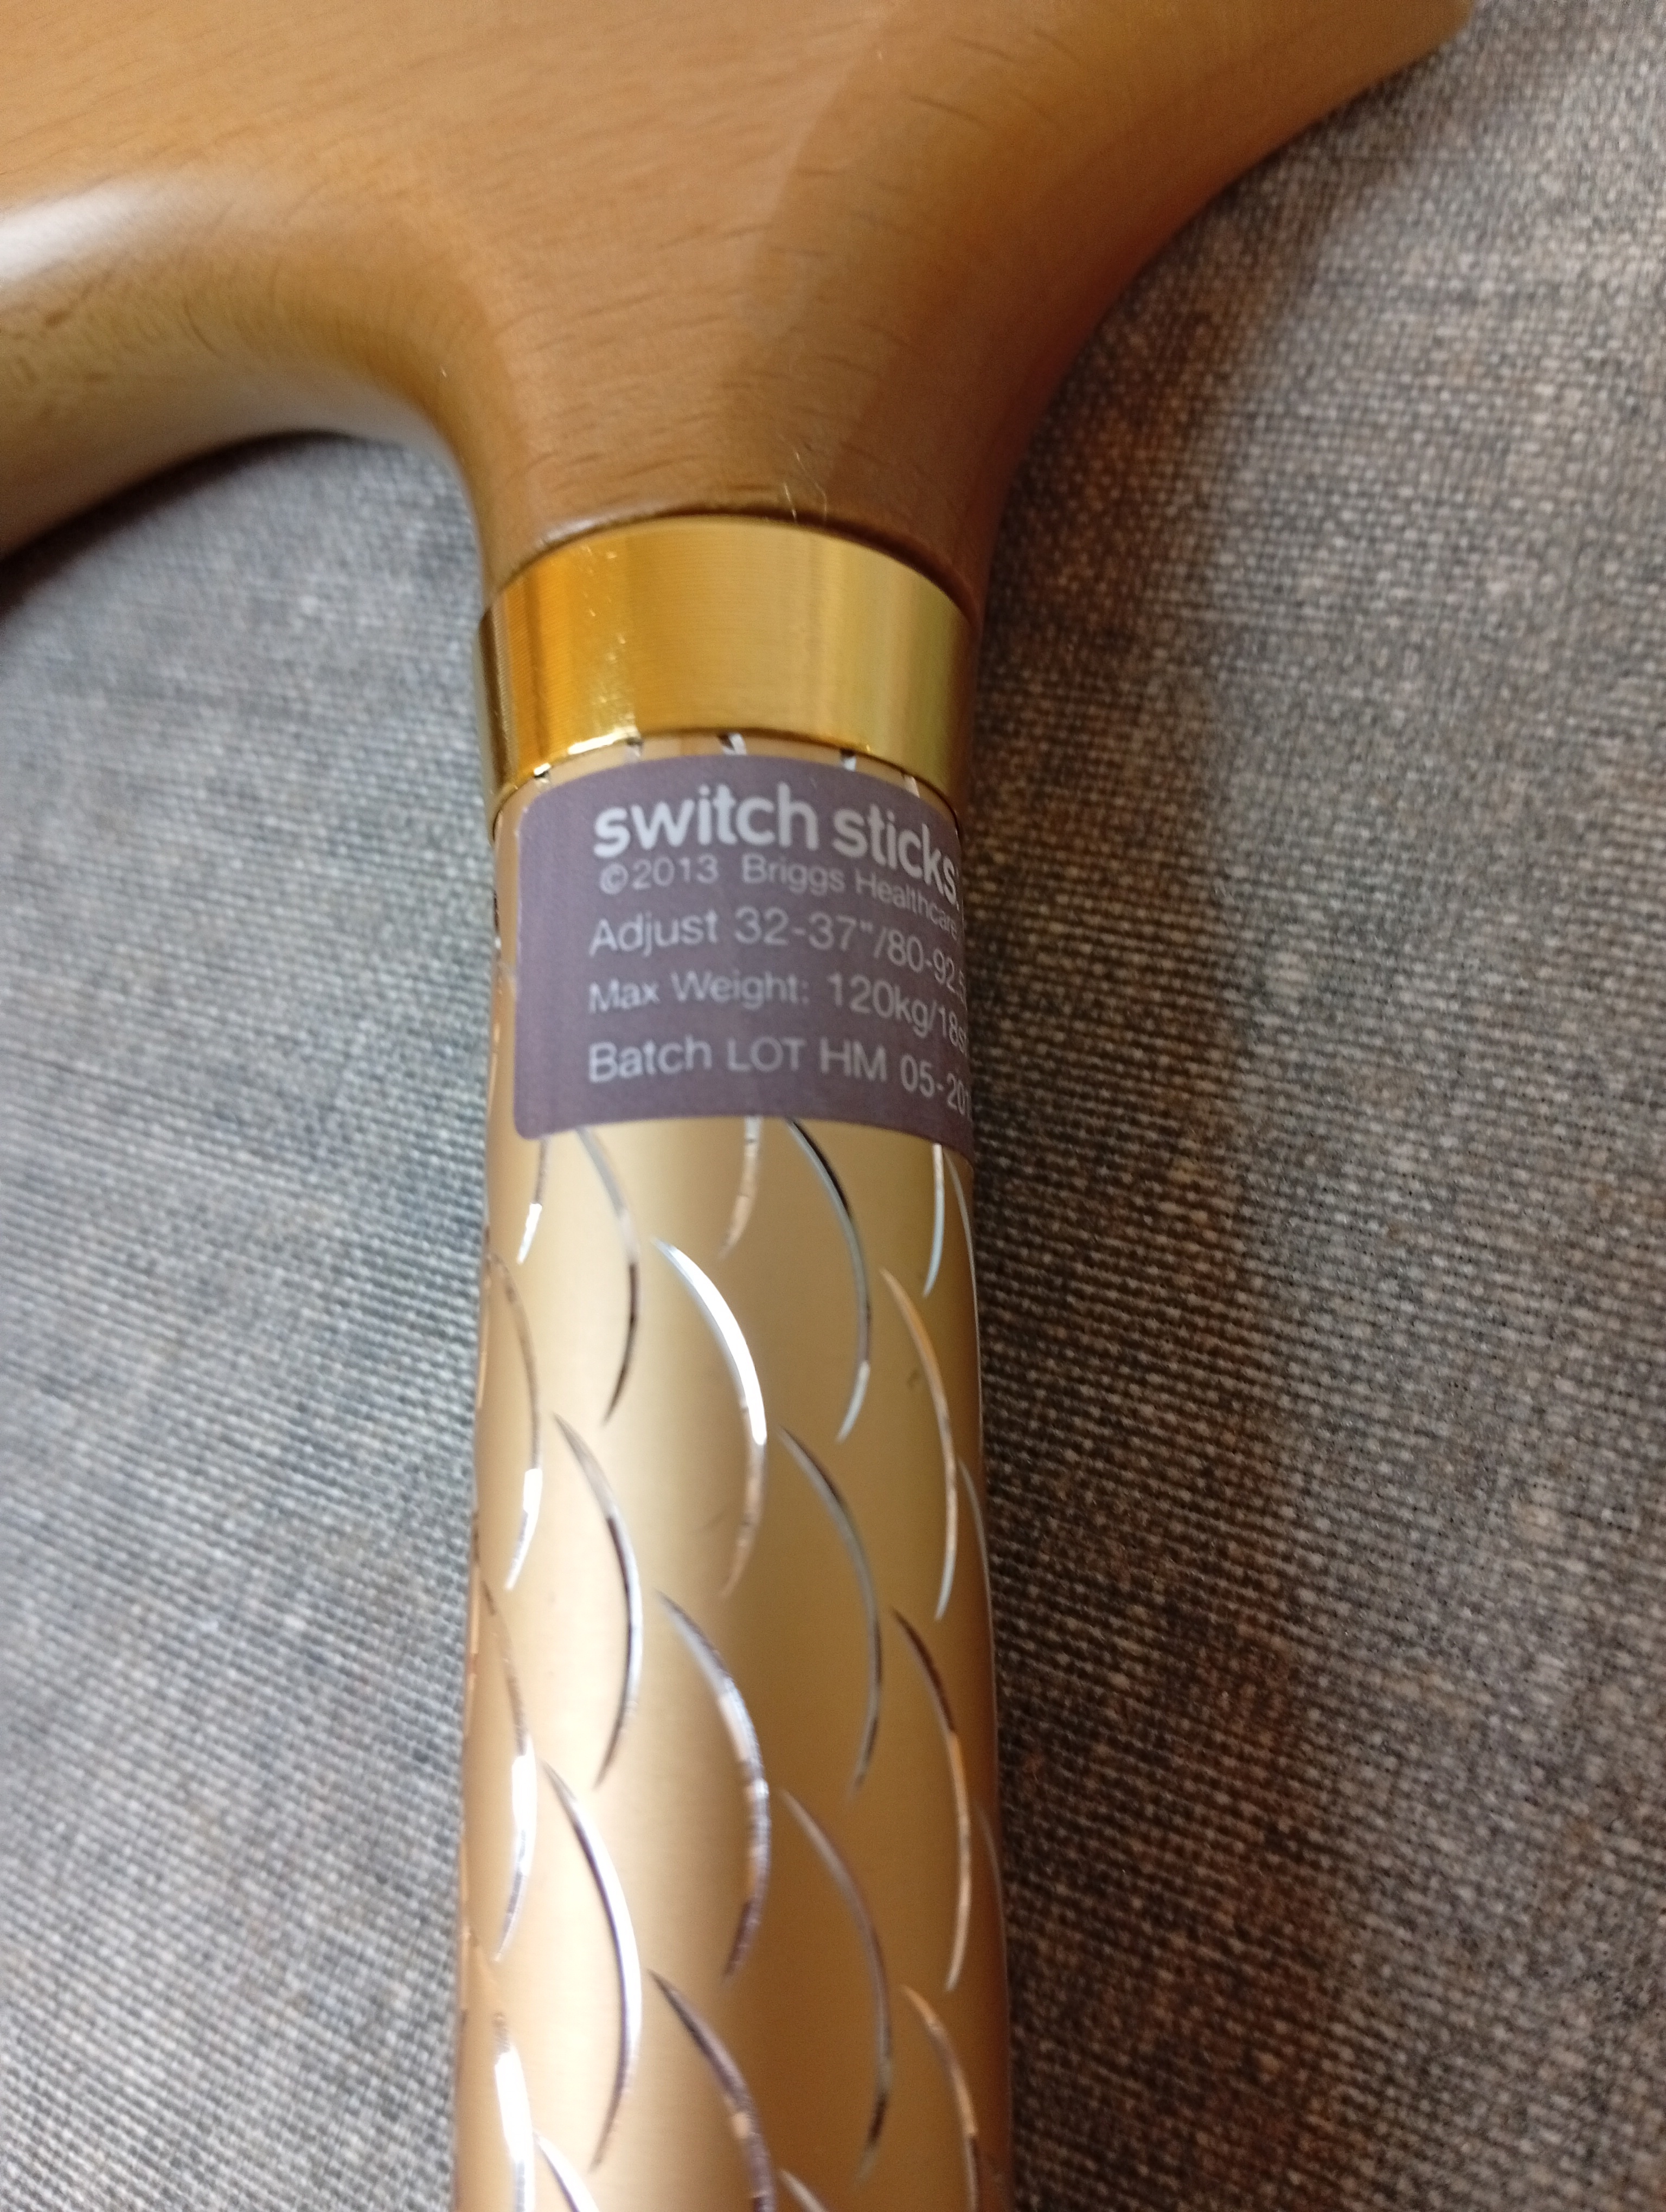 switch sticks
©2013 Briggs Healthcare
Adjust 32-37"/80-92.5
Max Weight: 120kg/18st
Batch LOT HM 05-201